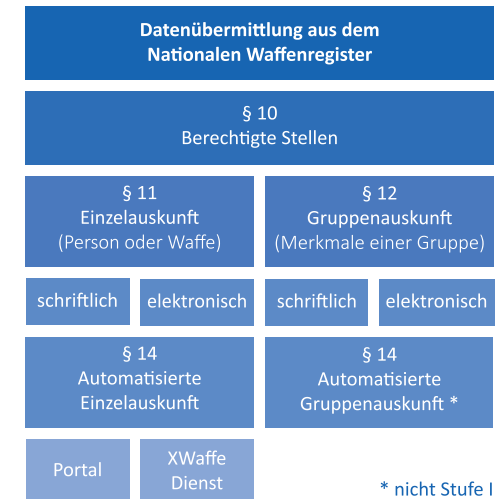 Datenübermittlung aus dem
Nationalen Waffenregister
§ 10
Berechtigte Stellen
§ 11
Einzelauskunft
(Person oder Waffe)
§ 12
Gruppenauskunft
(Merkmale einer Gruppe)
schriftlich
elektronisch
schriftlich
elektronisch
§ 14
Automatisierte
Einzelauskunft
§ 14
Automatisierte
Gruppenauskunft *
Portal
XWaffe
Dienst
* nicht Stufe I